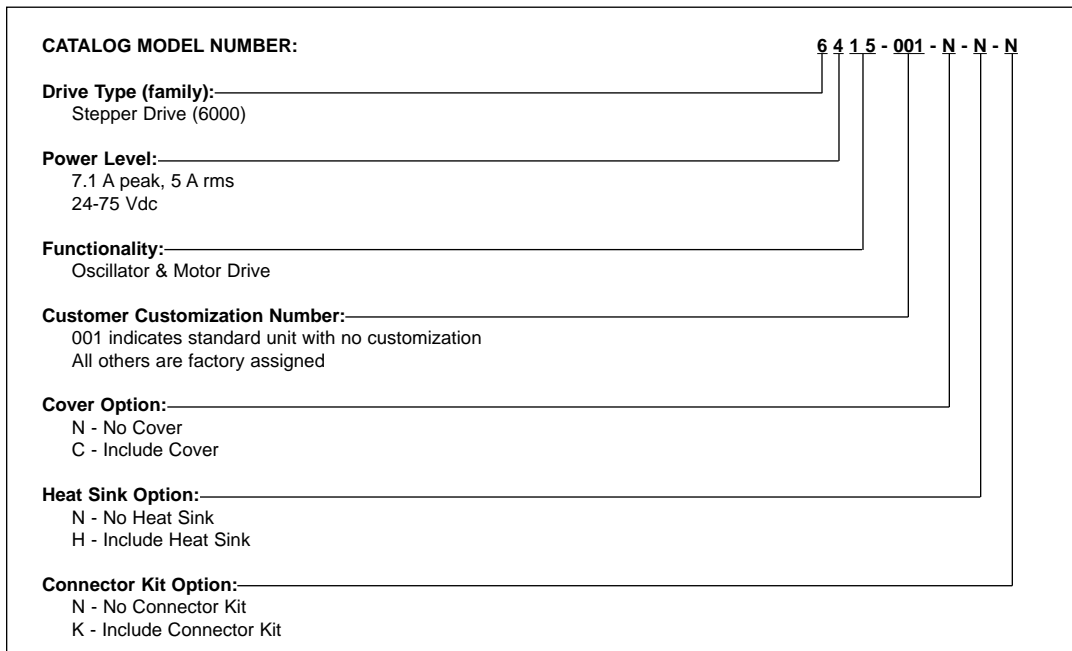 CATALOG MODEL NUMBER: 6 4 1 5 - 001 - N - N - N
Drive Type (family):
Stepper Drive (6000)
Power Level:
7.1 A peak, 5 A rms
24-75 Vdc
Functionality:
Oscillator & Motor Drive
Customer Customization Number:
001 indicates standard unit with no customization
All others are factory assigned
Cover Option:
N - No Cover
C - Include Cover
Heat Sink Option:
N - No Heat Sink
H - Include Heat Sink
Connector Kit Option:
N - No Connector Kit
K - Include Connector Kit